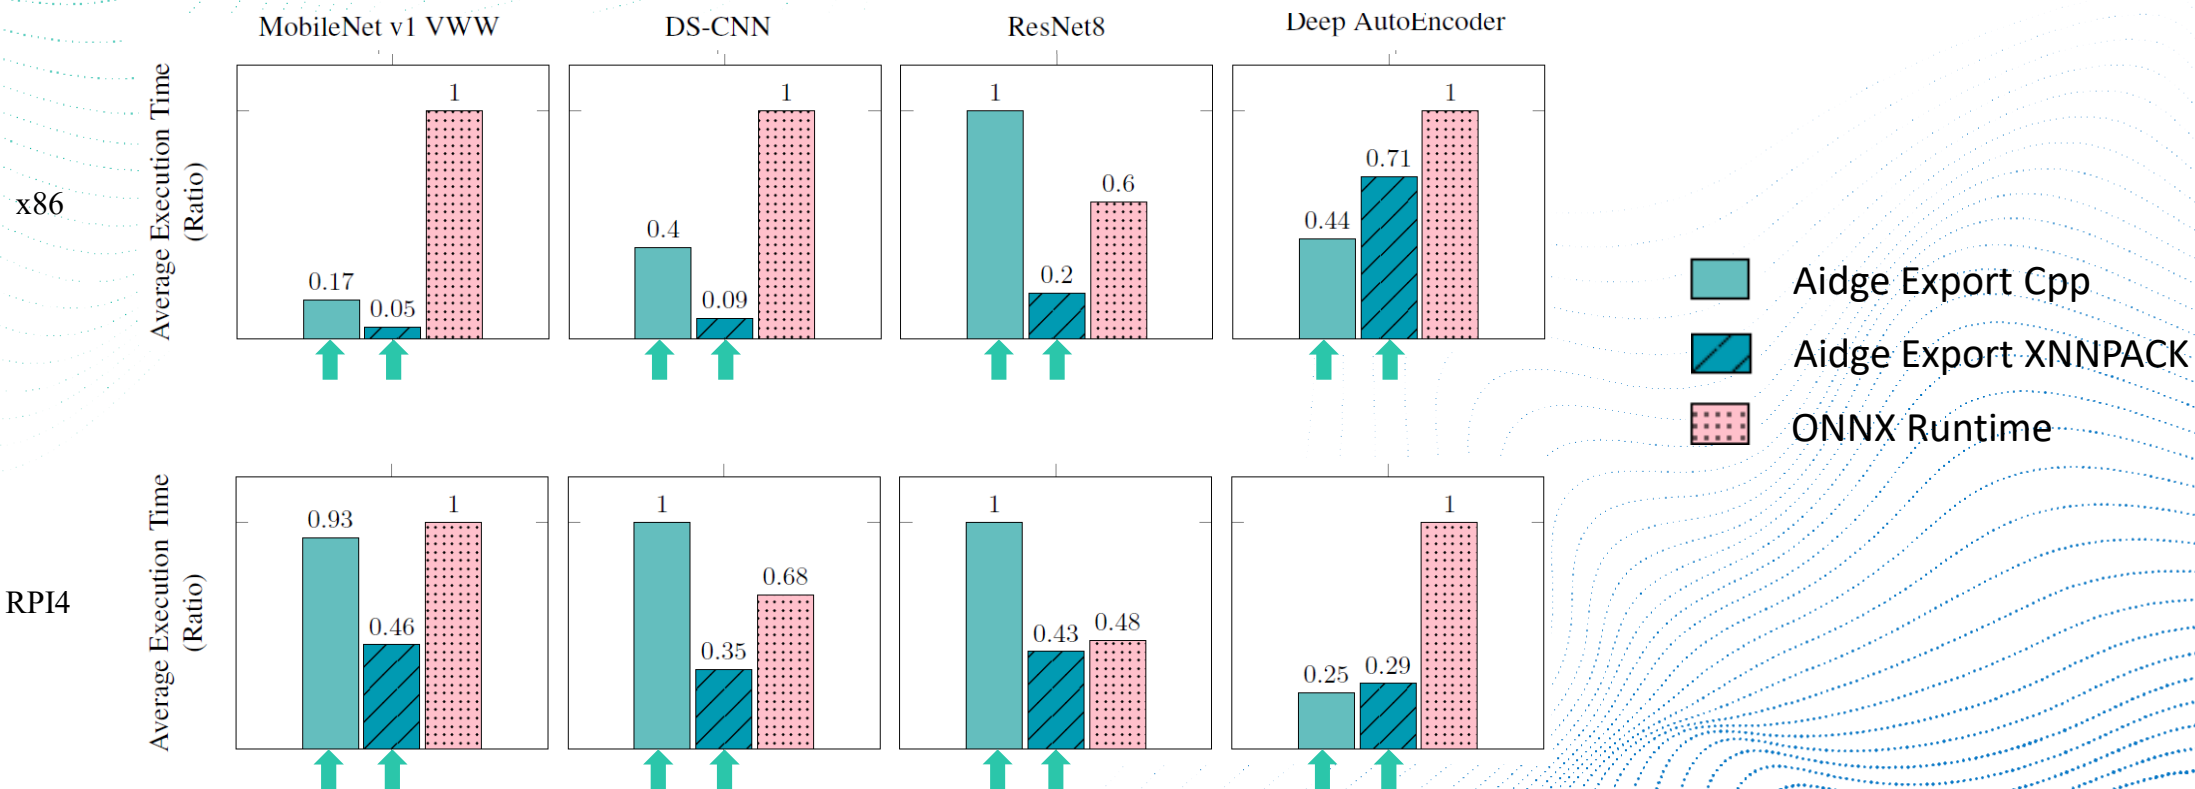 MobileNet v1 VWW
DS-CNN
ResNet8
Deep AutoEncoder
x86
Average Execution Time
(Ratio)
0.17
0.05
1
0.4
0.09
1
1
0.2
0.6
0.44
0.71
1
Aidge Export Cpp
Aidge Export XNNPACK
ONNX Runtime
RPI4
Average Execution Time
(Ratio)
0.93
0.46
1
1
0.35
0.68
1
0.43
0.48
0.25
0.29
1